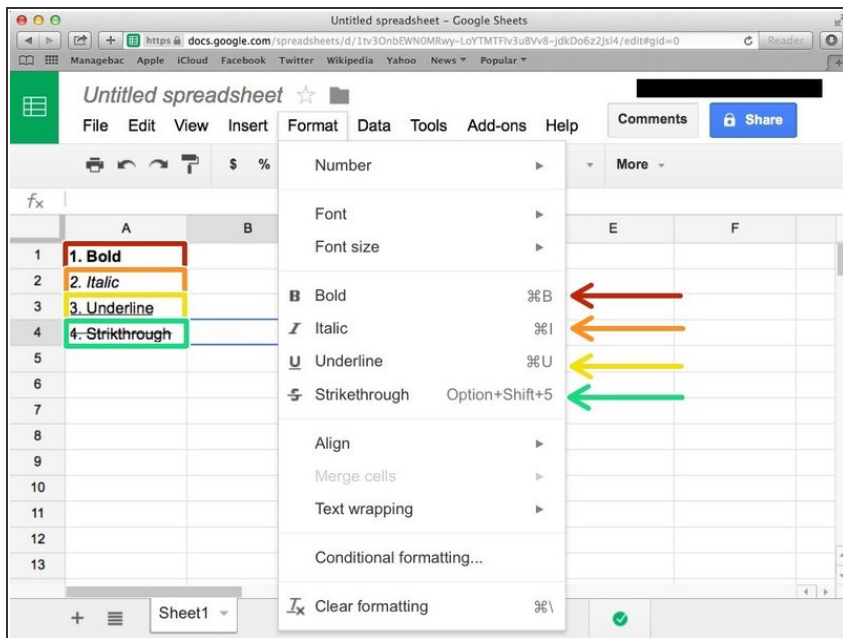 Untitled spreadsheet – Google Sheets
https docs.google.com/spreadsheets/d/1tv3OnbEWN0MRwy-LoYTMTFlv3uBVv8-jdkDo6z2Jsl4/edit#gid=0 Reader
Managebac Apple iCloud Facebook Twitter Wikipedia Yahoo News Popular
Untitled spreadsheet
File Edit View Insert Format Data Tools Add-ons Help Comments Share
$ % More
Number
fx
Font
A B E F
Font size
1 1. Bold
2 2. Italic
B Bold ⌘B
3 3. Underline
I Italic ⌘I
4 4. Strikthrough
U Underline ⌘U
5
S Strikethrough Option+Shift+5
6
7
8
Align
9
Merge cells
10
Text wrapping
11
12
Conditional formatting...
13
Sheet1
Clear formatting ⌘\